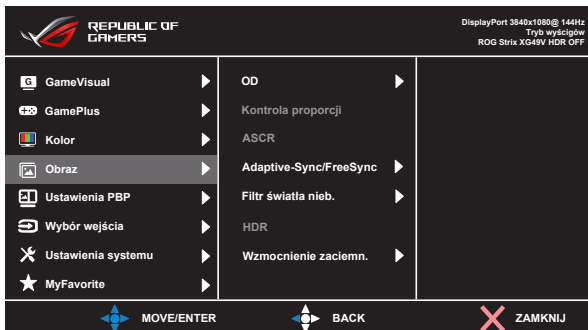 REPUBLIC OF
GAMERS
DisplayPort 3840x1080@ 144Hz
Tryb wyścigów
ROG Strix XG49V HDR OFF
G GameVisual
GamePlus
Kolor
Obraz
Ustawienia PBP
Wybór wejścia
Ustawienia systemu
MyFavorite
OD
Kontrola proporcji
ASCR
Adaptive-Sync/FreeSync
Filtr światła nieb.
HDR
Wzmocnienie zaciemn.
MOVE/ENTER
BACK
ZAMKNIJ